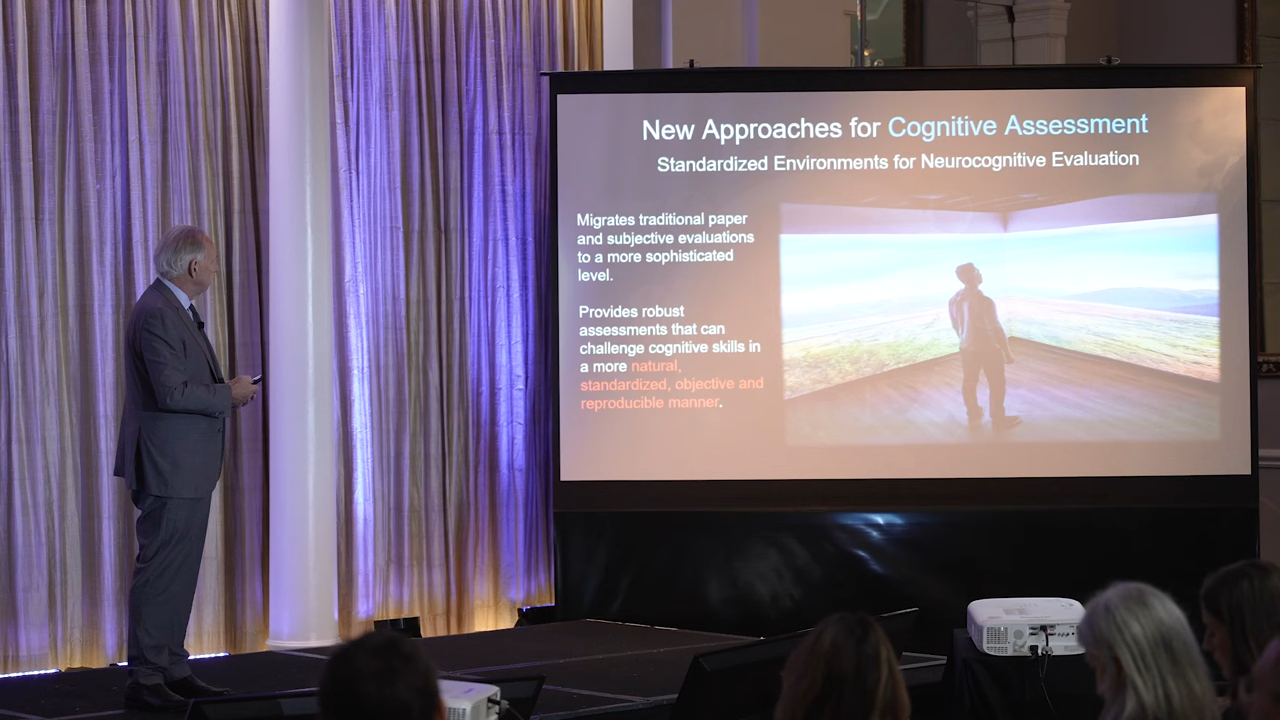 New Approaches for Cognitive Assessment
Standardized Environments for Neurocognitive Evaluation
Migrates traditional paper
and subjective evaluations
to a more sophisticated
level.
Provides robust
assessments that can
challenge cognitive skills in
a more natural,
standardized, objective and
reproducible manner.